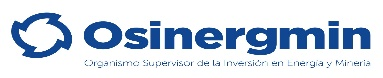 Osinergmin
Organismo Supervisor de la Inversión en Energía y Minería